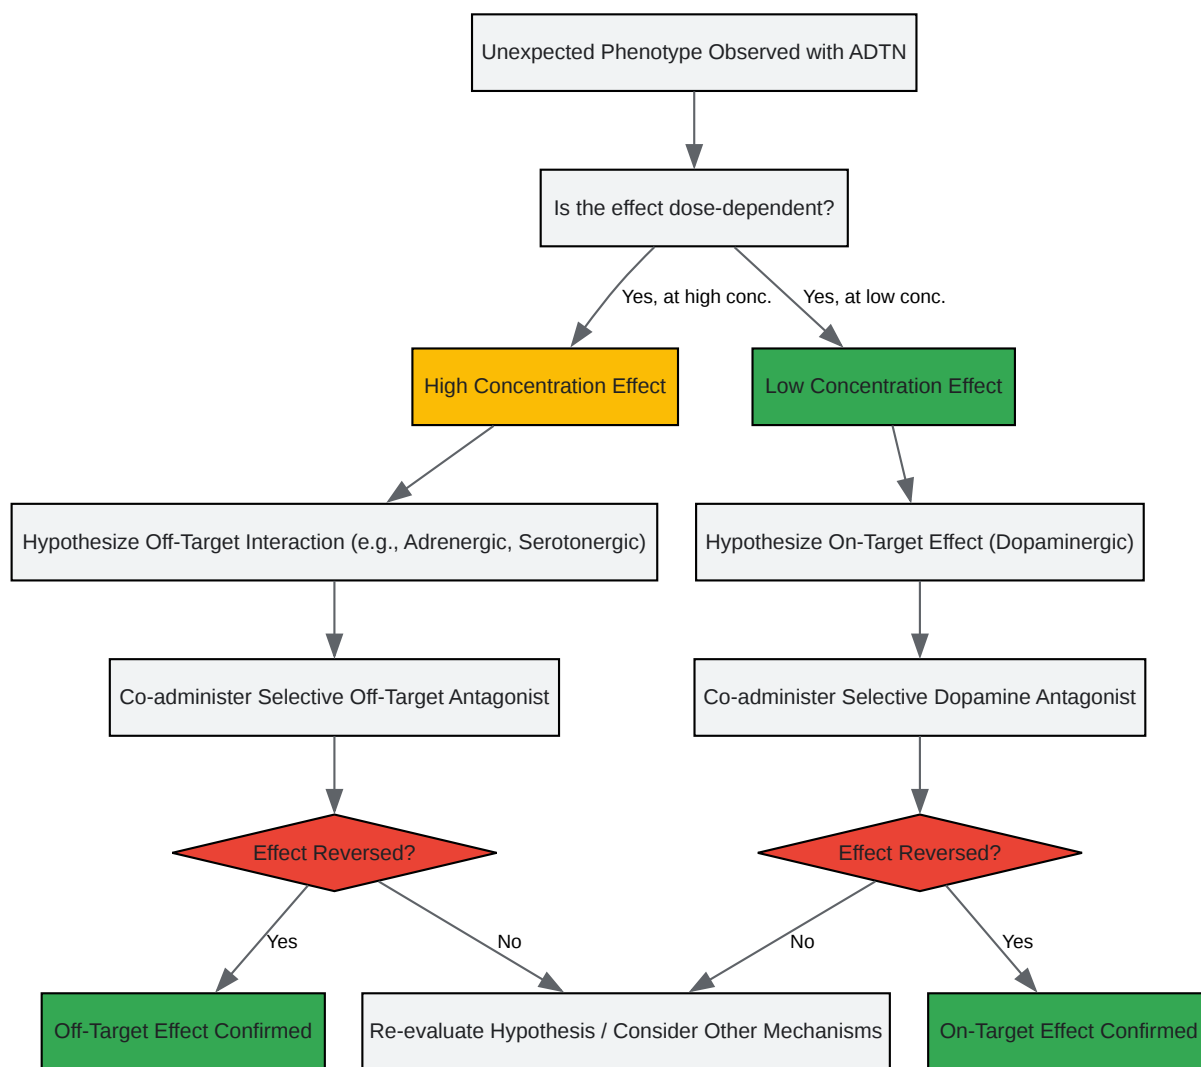 Unexpected Phenotype Observed with ADTN
Is the effect dose-dependent?
Yes, at high conc.
Yes, at low conc.
High Concentration Effect
Low Concentration Effect
Hypothesize Off-Target Interaction (e.g., Adrenergic, Serotonergic)
Hypothesize On-Target Effect (Dopaminergic)
Co-administer Selective Off-Target Antagonist
Co-administer Selective Dopamine Antagonist
Effect Reversed?
Effect Reversed?
Yes
No
No
Yes
Off-Target Effect Confirmed
Re-evaluate Hypothesis / Consider Other Mechanisms
On-Target Effect Confirmed